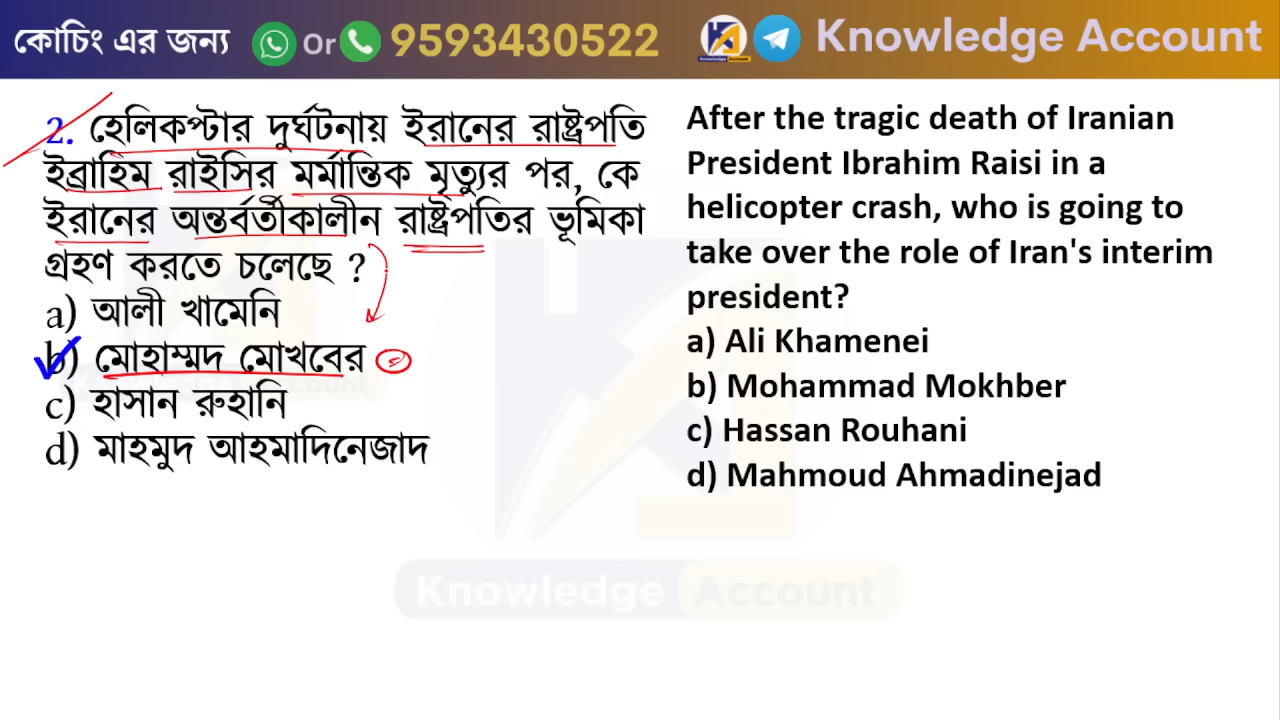 কোচিং এর জন্য Or 9593430522 Knowledge Account
2. হেলিকপ্টার দুর্ঘটনায় ইরানের রাষ্ট্রপতি
ইব্রাহিম রাইসির মর্মান্তিক মৃত্যুর পর, কে
ইরানের অন্তর্বর্তীকালীন রাষ্ট্রপতির ভূমিকা
গ্রহণ করতে চলেছে ?
a) আলী খামেনি
b) মোহাম্মদ মোখবের
c) হাসান রুহানি
d) মাহমুদ আহমাদিনেজাদ
After the tragic death of Iranian
President Ibrahim Raisi in a
helicopter crash, who is going to
take over the role of Iran's interim
president?
a) Ali Khamenei
b) Mohammad Mokhber
c) Hassan Rouhani
d) Mahmoud Ahmadinejad
Knowledge Account